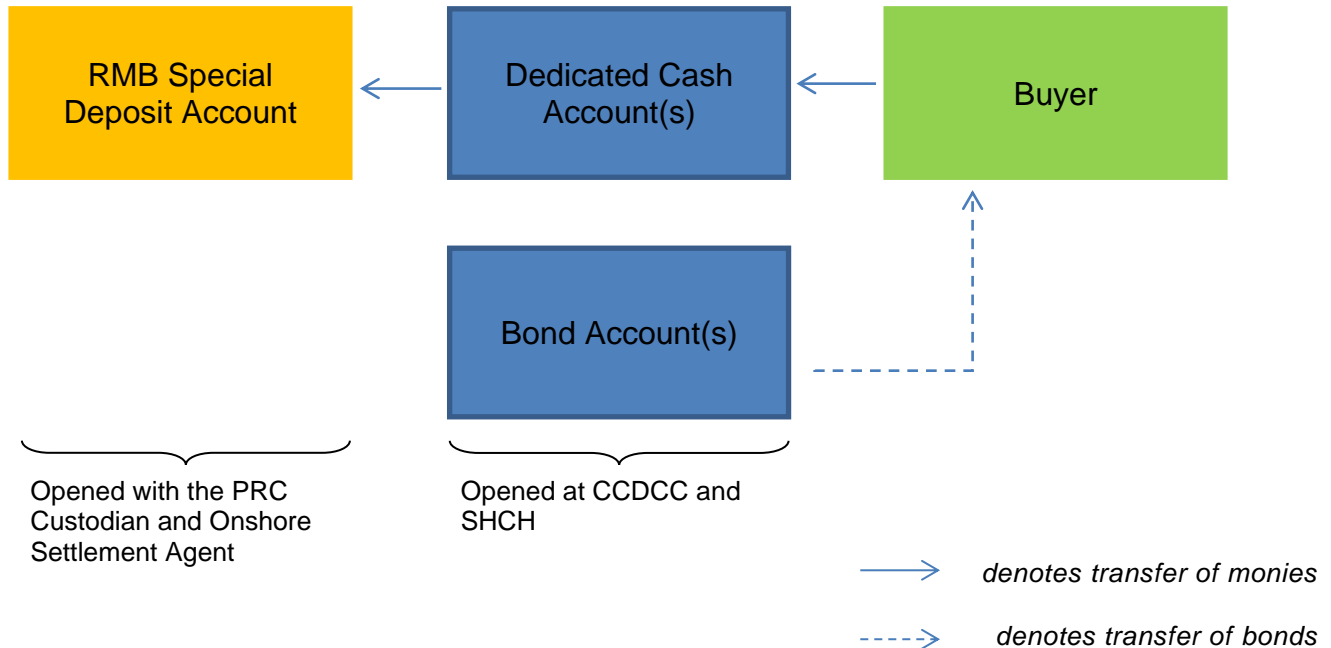 RMB Special
Deposit Account
Dedicated Cash
Account(s)
Buyer
Bond Account(s)
Opened with the PRC
Custodian and Onshore
Settlement Agent
Opened at CCDCC and
SHCH
denotes transfer of monies
denotes transfer of bonds